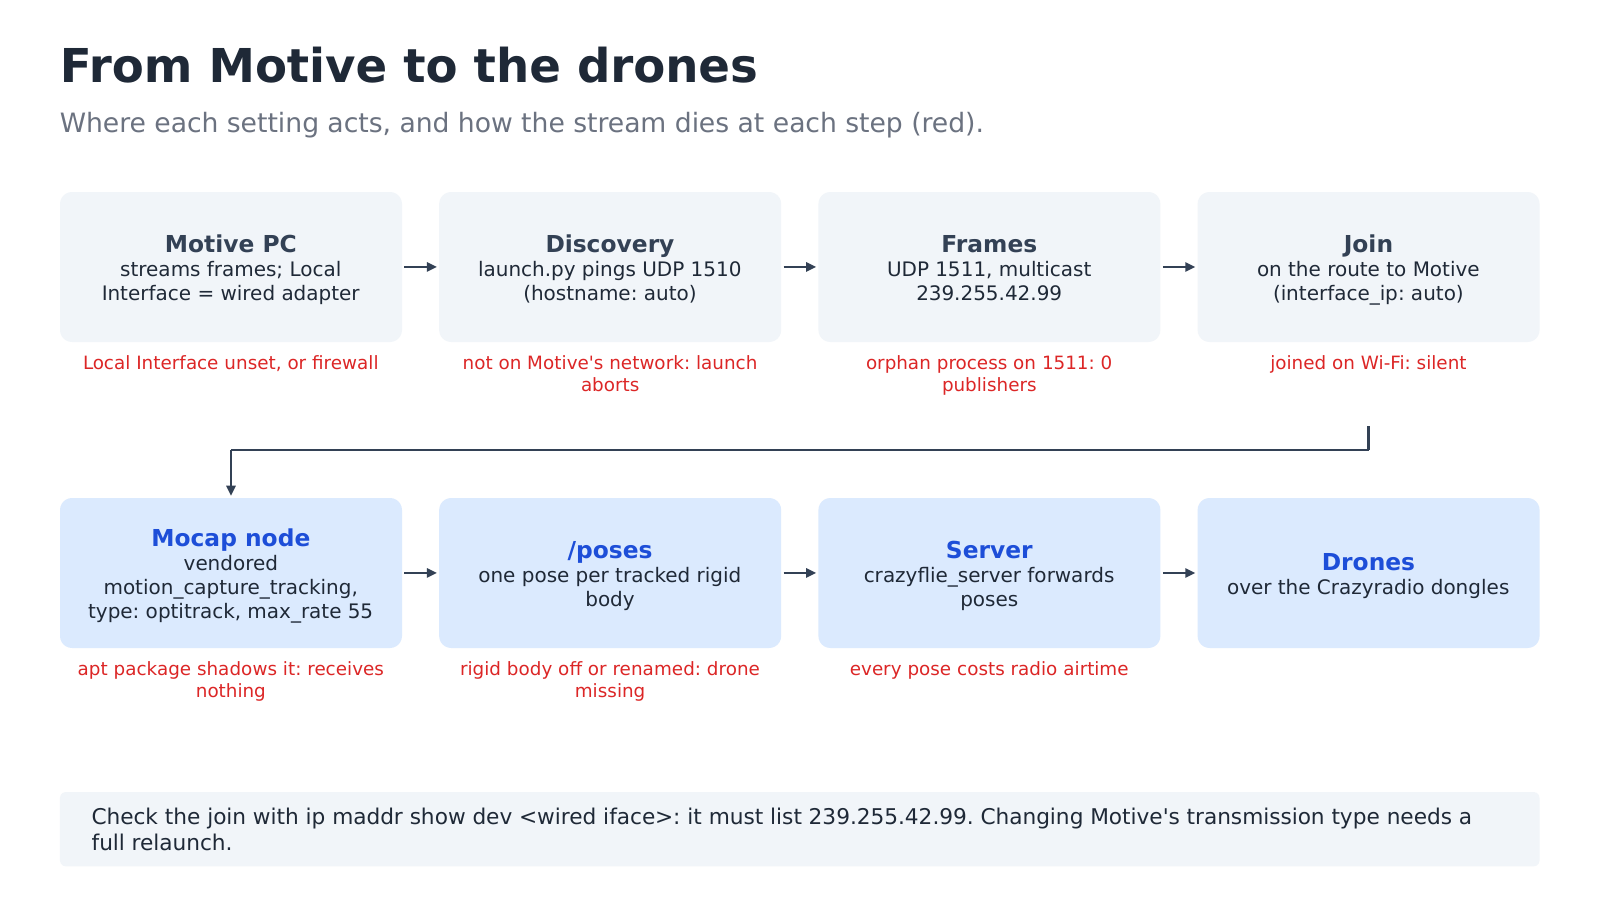 From Motive to the drones
Where each setting acts, and how the stream dies at each step (red).
Motive PC
streams frames; Local
Interface = wired adapter
Local Interface unset, or firewall
Discovery
launch.py pings UDP 1510
(hostname: auto)
not on Motive's network: launch
aborts
Frames
UDP 1511, multicast
239.255.42.99
orphan process on 1511: 0
publishers
Join
on the route to Motive
(interface_ip: auto)
joined on Wi-Fi: silent
Mocap node
vendored
motion_capture_tracking,
type: optitrack, max_rate 55
apt package shadows it: receives
nothing
/poses
one pose per tracked rigid
body
rigid body off or renamed: drone
missing
Server
crazyflie_server forwards
poses
every pose costs radio airtime
Drones
over the Crazyradio dongles
Check the join with ip maddr show dev <wired iface>: it must list 239.255.42.99. Changing Motive's transmission type needs a
full relaunch.